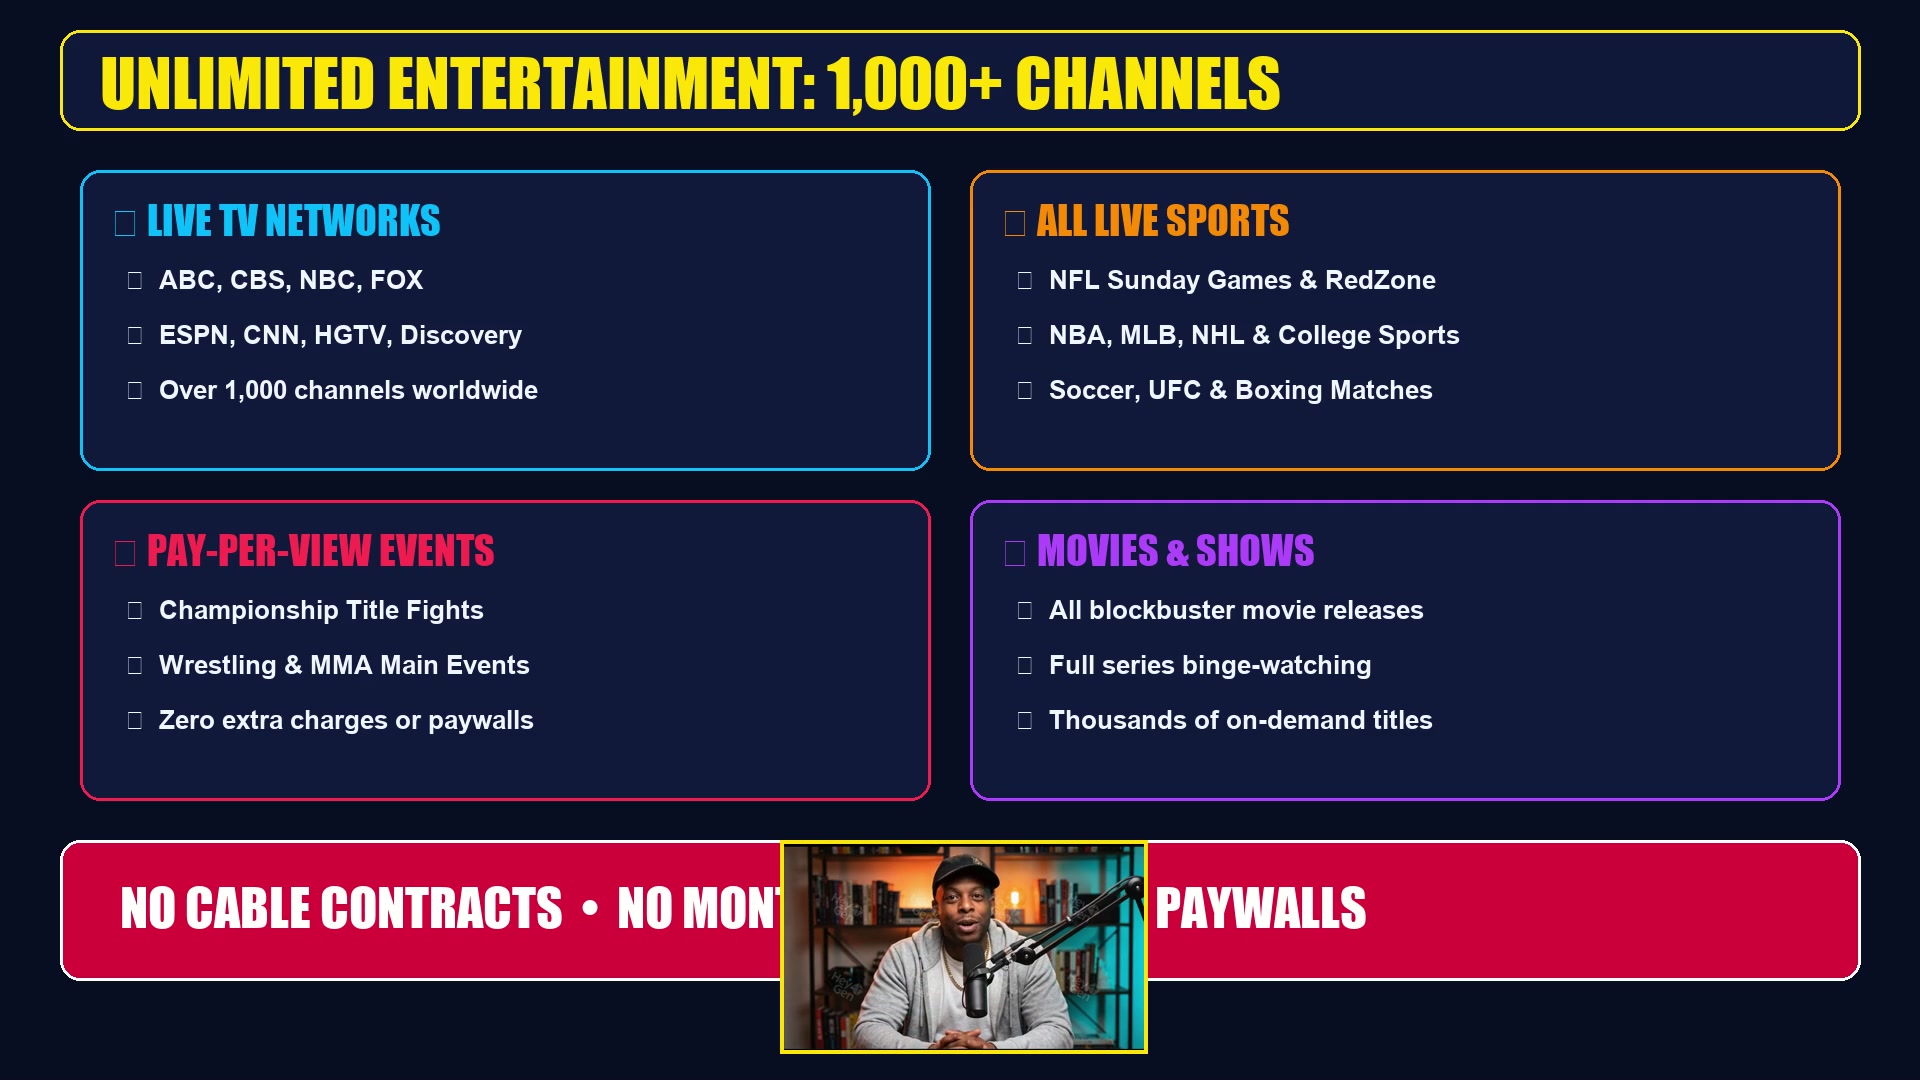 UNLIMITED ENTERTAINMENT: 1,000+ CHANNELS
LIVE TV NETWORKS
ABC, CBS, NBC, FOX
ESPN, CNN, HGTV, Discovery
Over 1,000 channels worldwide
ALL LIVE SPORTS
NFL Sunday Games & RedZone
NBA, MLB, NHL & College Sports
Soccer, UFC & Boxing Matches
PAY-PER-VIEW EVENTS
Championship Title Fights
Wrestling & MMA Main Events
Zero extra charges or paywalls
MOVIES & SHOWS
All blockbuster movie releases
Full series binge-watching
Thousands of on-demand titles
NO CABLE CONTRACTS • NO PAYWALLS
HeyGen